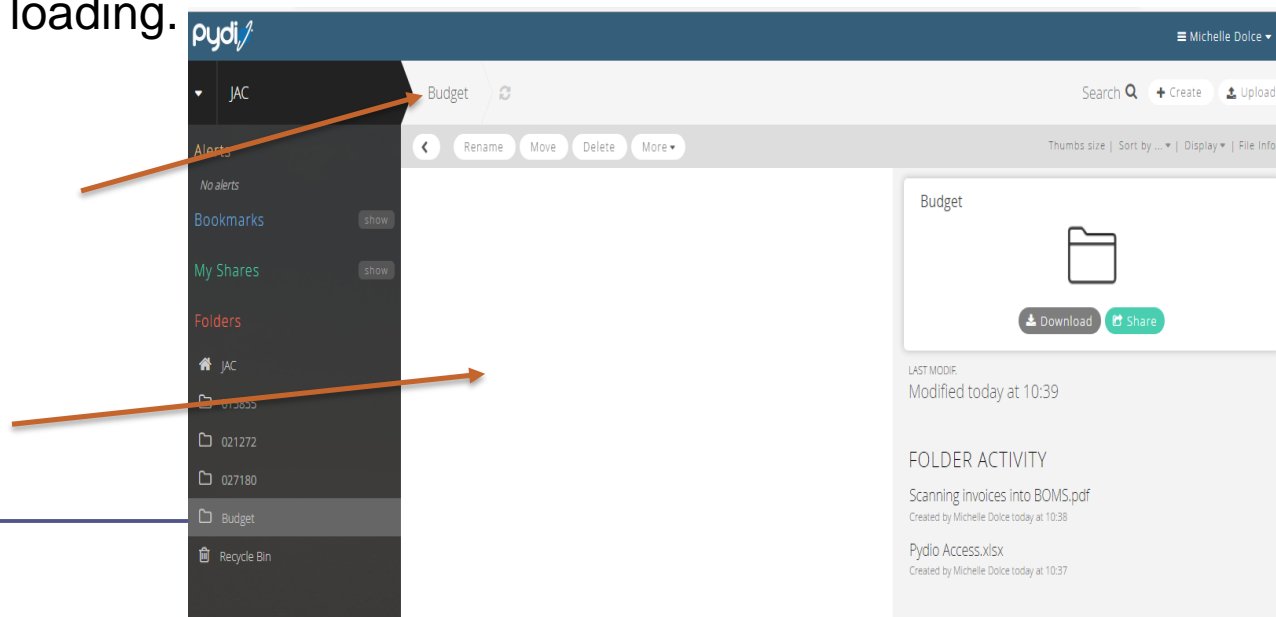 loading.
pydi
Michelle Dolce
JAC
Budget
Search
+ Create
Upload
Alerts
Rename
Move
Delete
More
Thumbs size | Sort by ... | Display | File Info
No alerts
Bookmarks
show
My Shares
show
Folders
JAC
021272
027180
Budget
Recycle Bin
Budget
Download
Share
LAST MODIF.
Modified today at 10:39
FOLDER ACTIVITY
Scanning invoices into BOMS.pdf
Created by Michelle Dolce today at 10:38
Pydio Access.xlsx
Created by Michelle Dolce today at 10:37